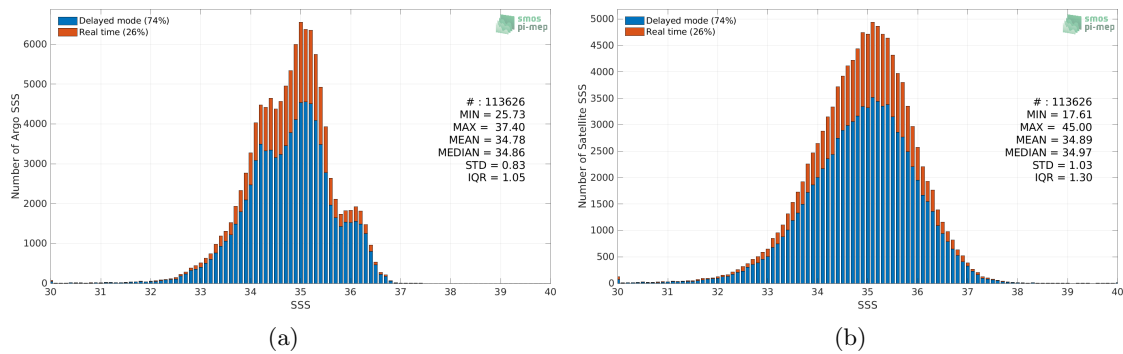 Delayed mode (74%)
Real time (26%)
smos
pi-mep
Number of Argo SSS
6000
5000
4000
3000
2000
1000
0
# : 113626
MIN = 25.73
MAX = 37.40
MEAN = 34.78
MEDIAN = 34.86
STD = 0.83
IQR = 1.05
30 31 32 33 34 35 36 37 38 39 40
SSS
(a)
Delayed mode (74%)
Real time (26%)
smos
pi-mep
Number of Satellite SSS
5000
4500
4000
3500
3000
2500
2000
1500
1000
500
0
# : 113626
MIN = 17.61
MAX = 45.00
MEAN = 34.89
MEDIAN = 34.97
STD = 1.03
IQR = 1.30
30 31 32 33 34 35 36 37 38 39 40
SSS
(b)